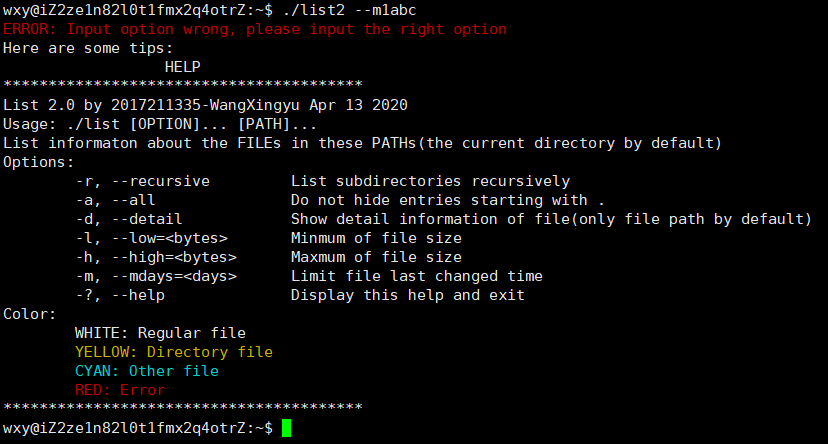 wxy@iZ2ze1n82l0t1fmx2q4otrZ:~$ ./list2 --m1abc
ERROR: Input option wrong, please input the right option
Here are some tips:
HELP
****************************************
List 2.0 by 2017211335-WangXingyu Apr 13 2020
Usage: ./list [OPTION]... [PATH]...
List informaton about the FILEs in these PATHs(the current directory by default)
Options:
-r, --recursive List subdirectories recursively
-a, --all Do not hide entries starting with .
-d, --detail Show detail information of file(only file path by default)
-l, --low=<bytes> Minmum of file size
-h, --high=<bytes> Maxmum of file size
-m, --mdays=<days> Limit file last changed time
-?, --help Display this help and exit
Color:
WHITE: Regular file
YELLOW: Directory file
CYAN: Other file
RED: Error
****************************************
wxy@iZ2ze1n82l0t1fmx2q4otrZ:~$